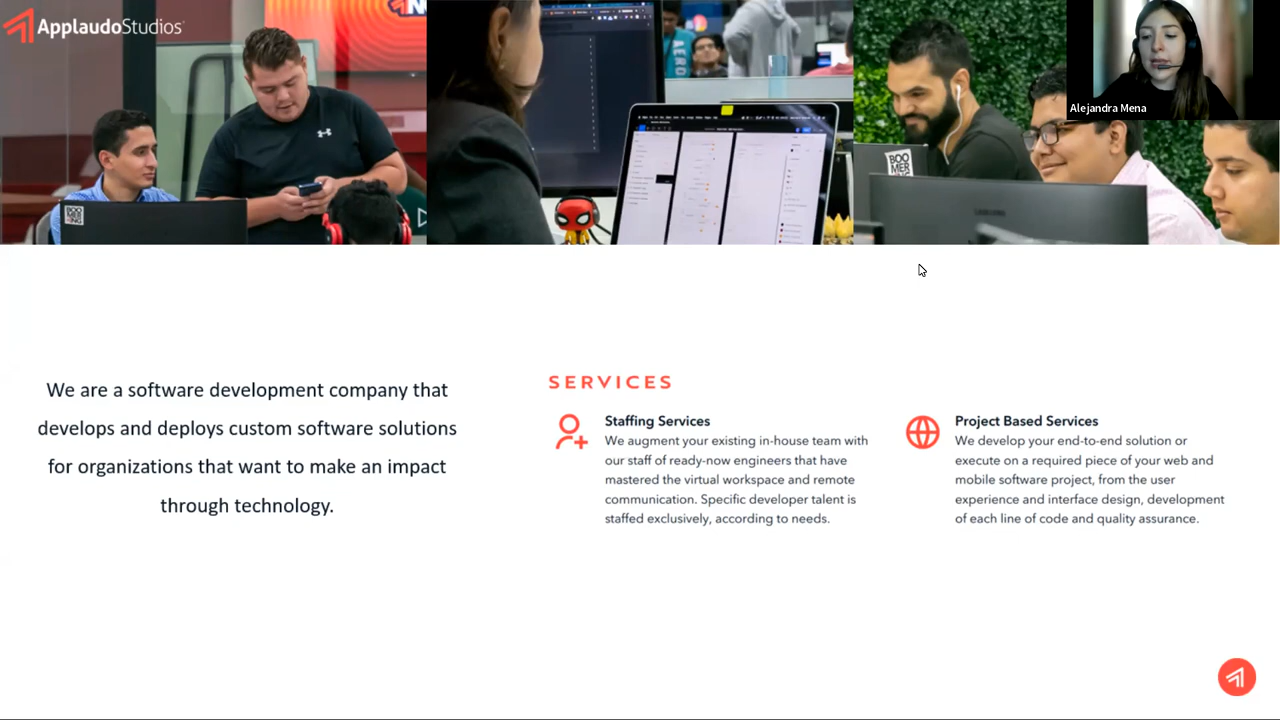 ApplaudoStudios
AERO
BOO
MER
SAMSUNG
Alejandra Mena
We are a software development company that
develops and deploys custom software solutions
for organizations that want to make an impact
through technology.
SERVICES
Staffing Services
We augment your existing in-house team with
our staff of ready-now engineers that have
mastered the virtual workspace and remote
communication. Specific developer talent is
staffed exclusively, according to needs.
Project Based Services
We develop your end-to-end solution or
execute on a required piece of your web and
mobile software project, from the user
experience and interface design, development
of each line of code and quality assurance.